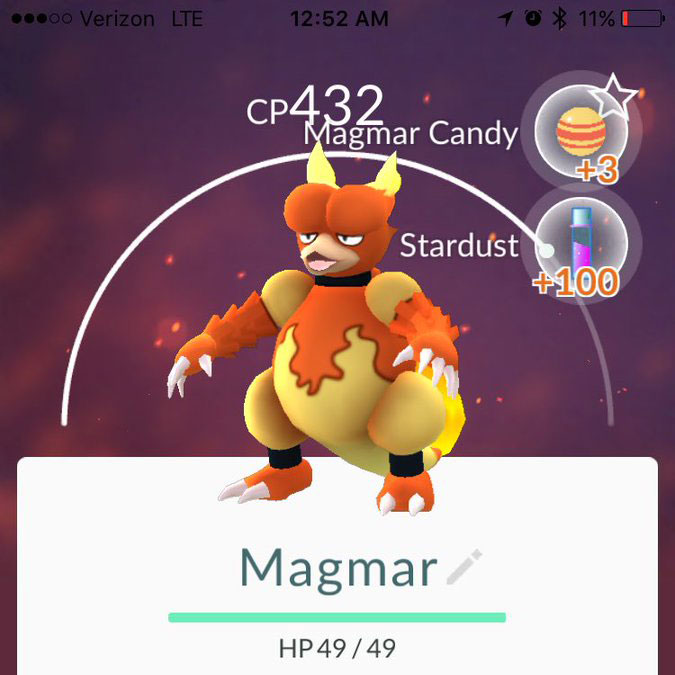 Verizon LTE 12:52 AM 11%
CP432
Magmar Candy
+3
Stardust
+100
Magmar
HP 49 / 49